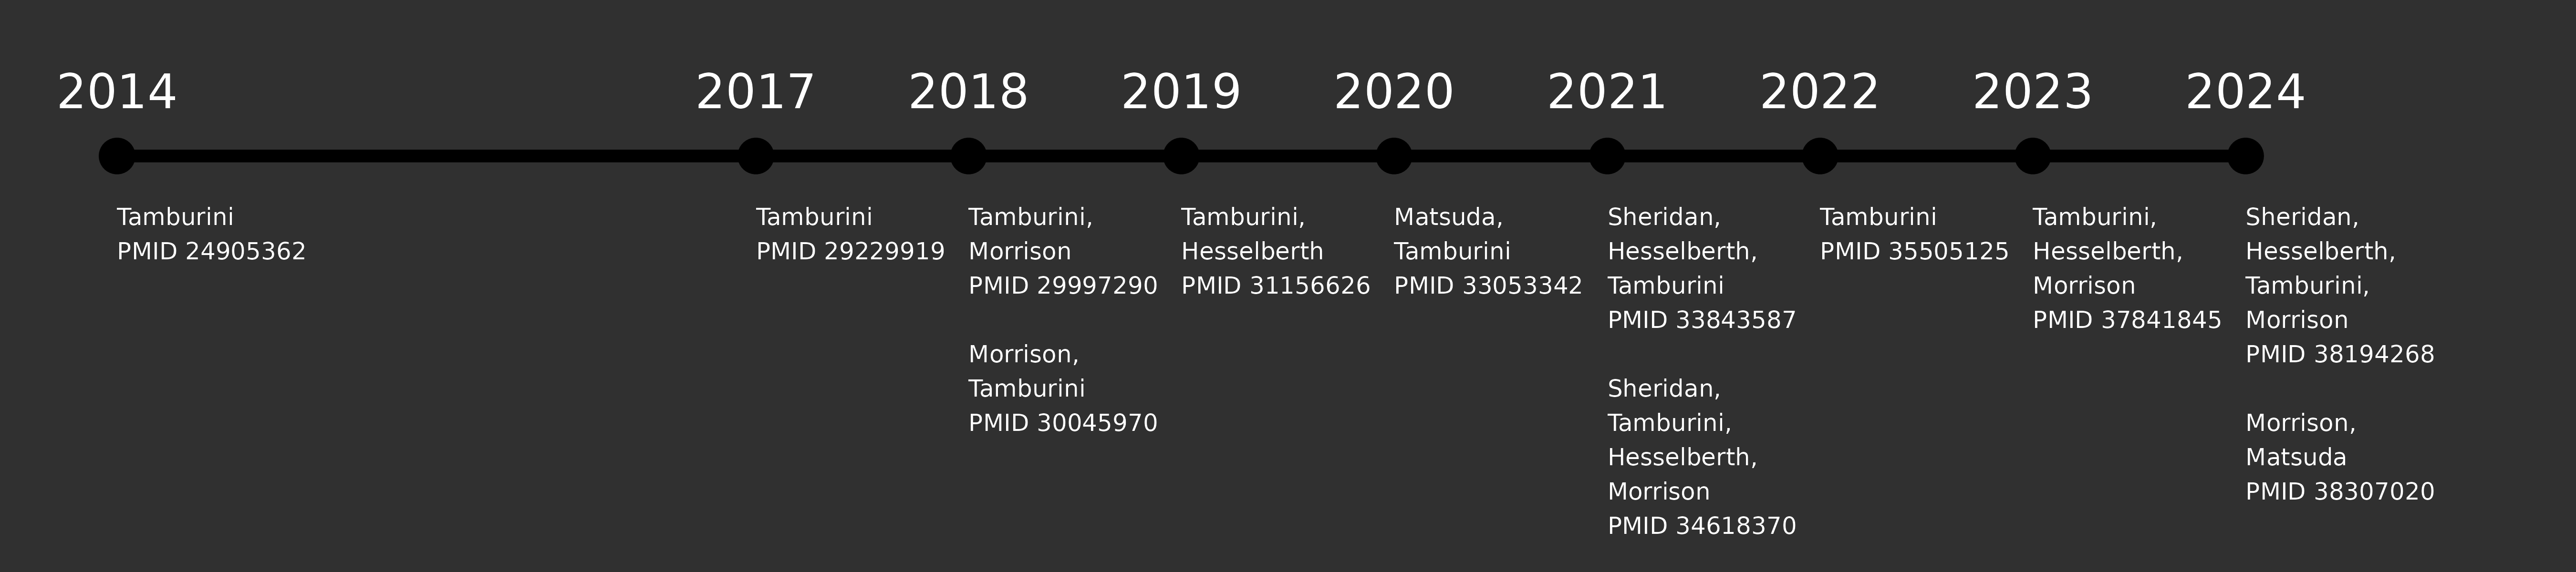 2014
2017
2018
2019
2020
2021
2022
2023
2024
Tamburini
PMID 24905362
Tamburini
PMID 29229919
Tamburini,
Morrison
PMID 29997290
Morrison,
Tamburini
PMID 30045970
Tamburini,
Hesselberth
PMID 31156626
Matsuda,
Tamburini
PMID 33053342
Sheridan,
Hesselberth,
Tamburini
PMID 33843587
Sheridan,
Tamburini,
Hesselberth,
Morrison
PMID 34618370
Tamburini
PMID 35505125
Tamburini,
Hesselberth,
Morrison
PMID 37841845
Sheridan,
Hesselberth,
Tamburini,
Morrison
PMID 38194268
Morrison,
Matsuda
PMID 38307020